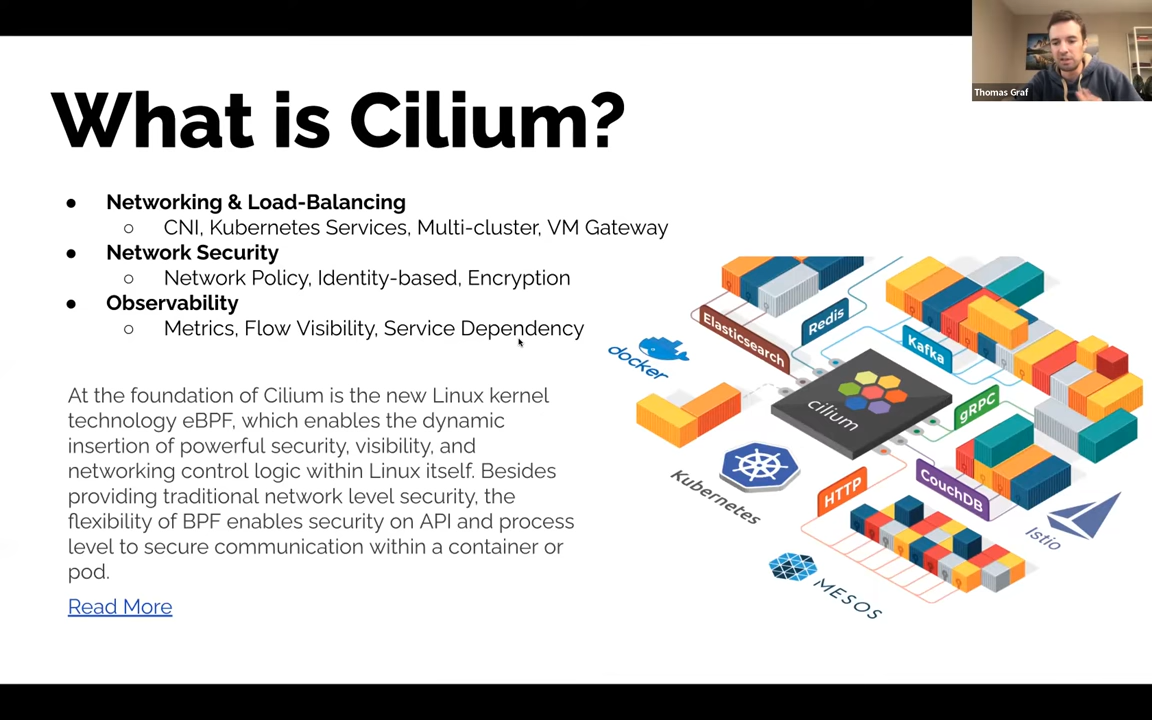 Thomas Graf
What is Cilium?
● Networking & Load-Balancing
○ CNI, Kubernetes Services, Multi-cluster, VM Gateway
● Network Security
○ Network Policy, Identity-based, Encryption
● Observability
○ Metrics, Flow Visibility, Service Dependency
At the foundation of Cilium is the new Linux kernel
technology eBPF, which enables the dynamic
insertion of powerful security, visibility, and
networking control logic within Linux itself. Besides
providing traditional network level security, the
flexibility of BPF enables security on API and process
level to secure communication within a container or
pod.
Read More
Elasticsearch
Redis
Kafka
docker
cilium
gRPC
Kubernetes
HTTP
CouchDB
Istio
MESOS